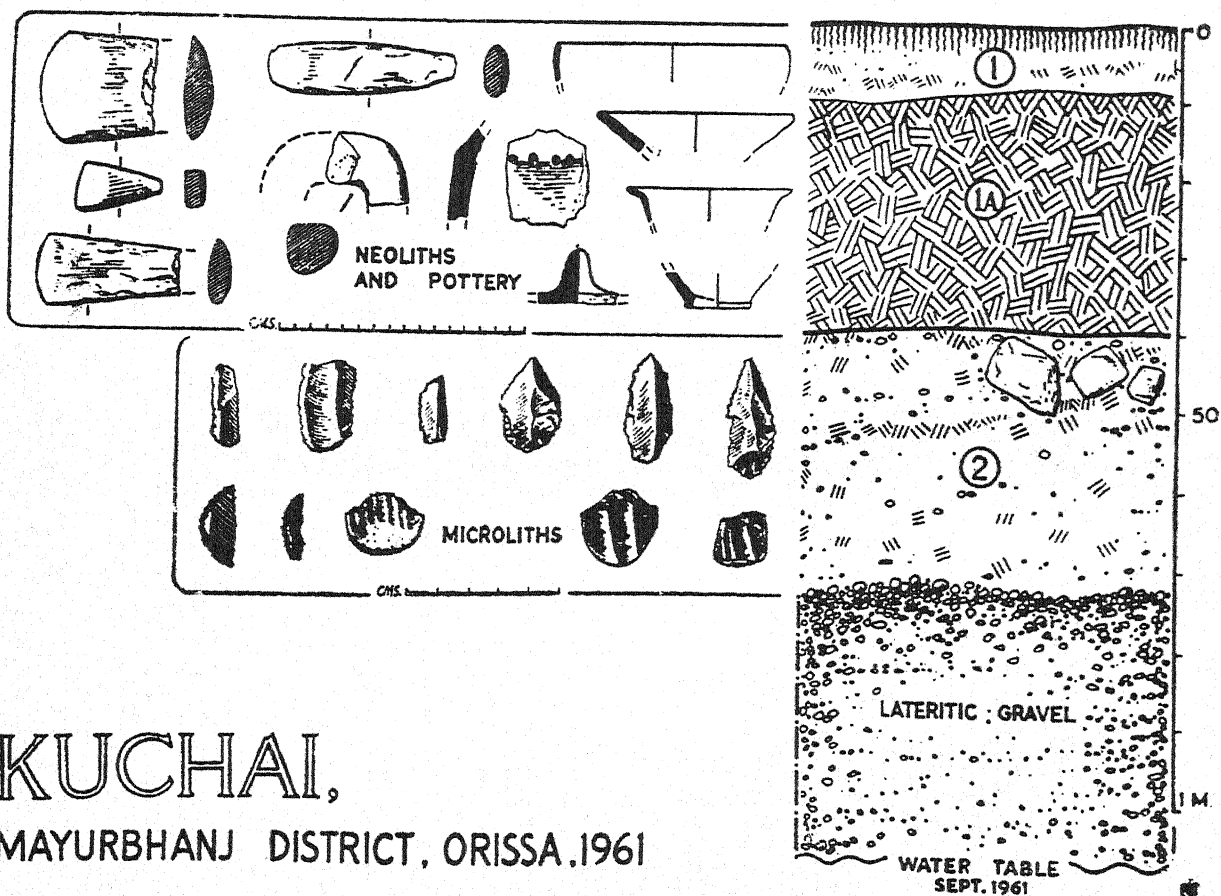 NEOLITHS
AND POTTERY
CMS.
MICROLITHS
CMS.
KUCHAI,
MAYURBHANJ DISTRICT, ORISSA.1961
0
1
1A
50
2
LATERITIC GRAVEL
1 M
WATER TABLE
SEPT. 1961